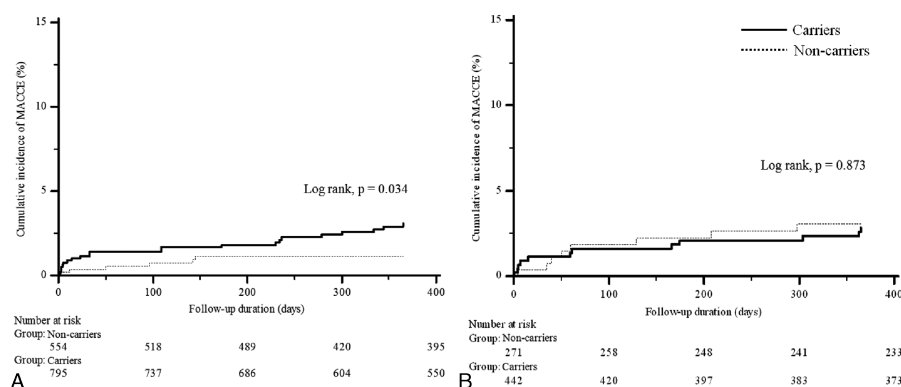 Cumulative incidence of MACCE (%)
15
10
5
0
Log rank, p = 0.034
0 100 200 300 400
Follow-up duration (days)
Number at risk
Group: Non-carriers
554 518 489 420 395
Group: Carriers
795 737 686 604 550
A
Cumulative incidence of MACCE (%)
15
10
5
0
Carriers
Non-carriers
Log rank, p = 0.873
0 100 200 300 400
Follow-up duration (days)
Number at risk
Group: Non-carriers
271 258 248 241 233
Group: Carriers
442 420 397 383 373
B